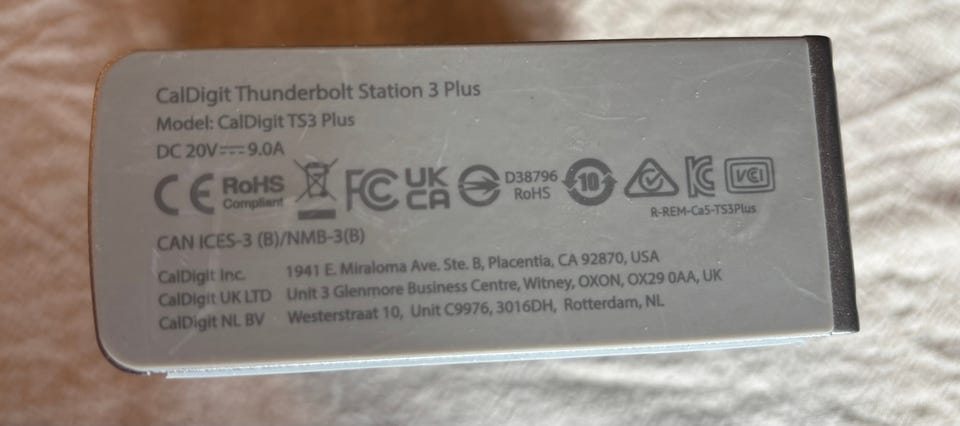 CalDigit Thunderbolt Station 3 Plus
Model: CalDigit TS3 Plus
DC 20V⎓9.0A
CE RoHS Compliant FC UK CA D38796 RoHS 10 VCI
R-REM-Ca5-TS3Plus
CAN ICES-3 (B)/NMB-3(B)
CalDigit Inc. 1941 E. Miraloma Ave. Ste. B, Placentia, CA 92870, USA
CalDigit UK LTD Unit 3 Glenmore Business Centre, Witney, OXON, OX29 0AA, UK
CalDigit NL BV Westerstraat 10, Unit C9976, 3016DH, Rotterdam, NL